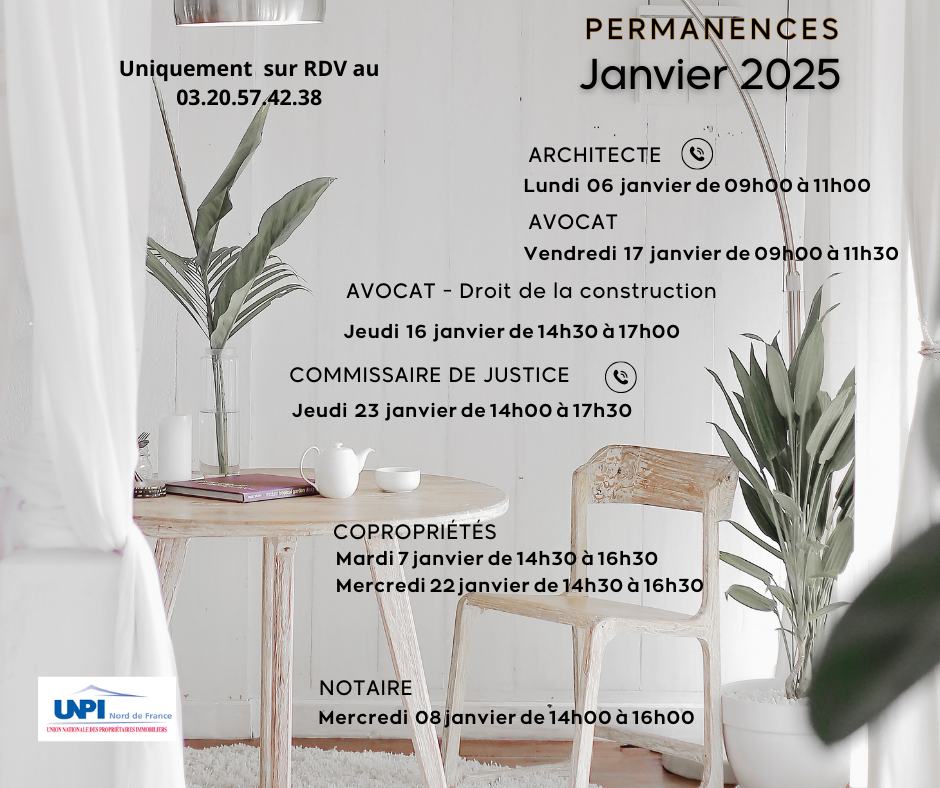 PERMANENCES
Janvier 2025
Uniquement sur RDV au
03.20.57.42.38
ARCHITECTE
Lundi 06 janvier de 09h00 à 11h00
AVOCAT
Vendredi 17 janvier de 09h00 à 11h30
AVOCAT - Droit de la construction
Jeudi 16 janvier de 14h30 à 17h00
COMMISSAIRE DE JUSTICE
Jeudi 23 janvier de 14h00 à 17h30
COPROPRIÉTÉS
Mardi 7 janvier de 14h30 à 16h30
Mercredi 22 janvier de 14h30 à 16h30
NOTAIRE
Mercredi 08 janvier de 14h00 à 16h00
UNPI Nord de France
UNION NATIONALE DES PROPRIÉTAIRES IMMOBILIERS